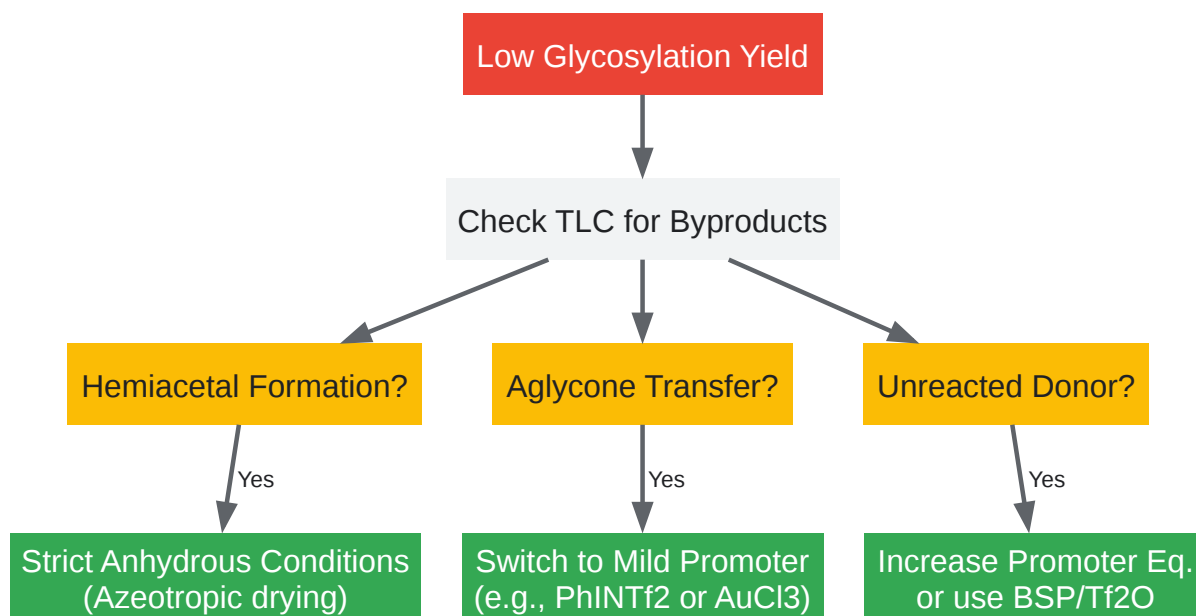 Low Glycosylation Yield
Check TLC for Byproducts
Hemiacetal Formation?
Aglycone Transfer?
Unreacted Donor?
Yes
Yes
Yes
Strict Anhydrous Conditions
(Azeotropic drying)
Switch to Mild Promoter
(e.g., PhINTf2 or AuCl3)
Increase Promoter Eq.
or use BSP/Tf2O